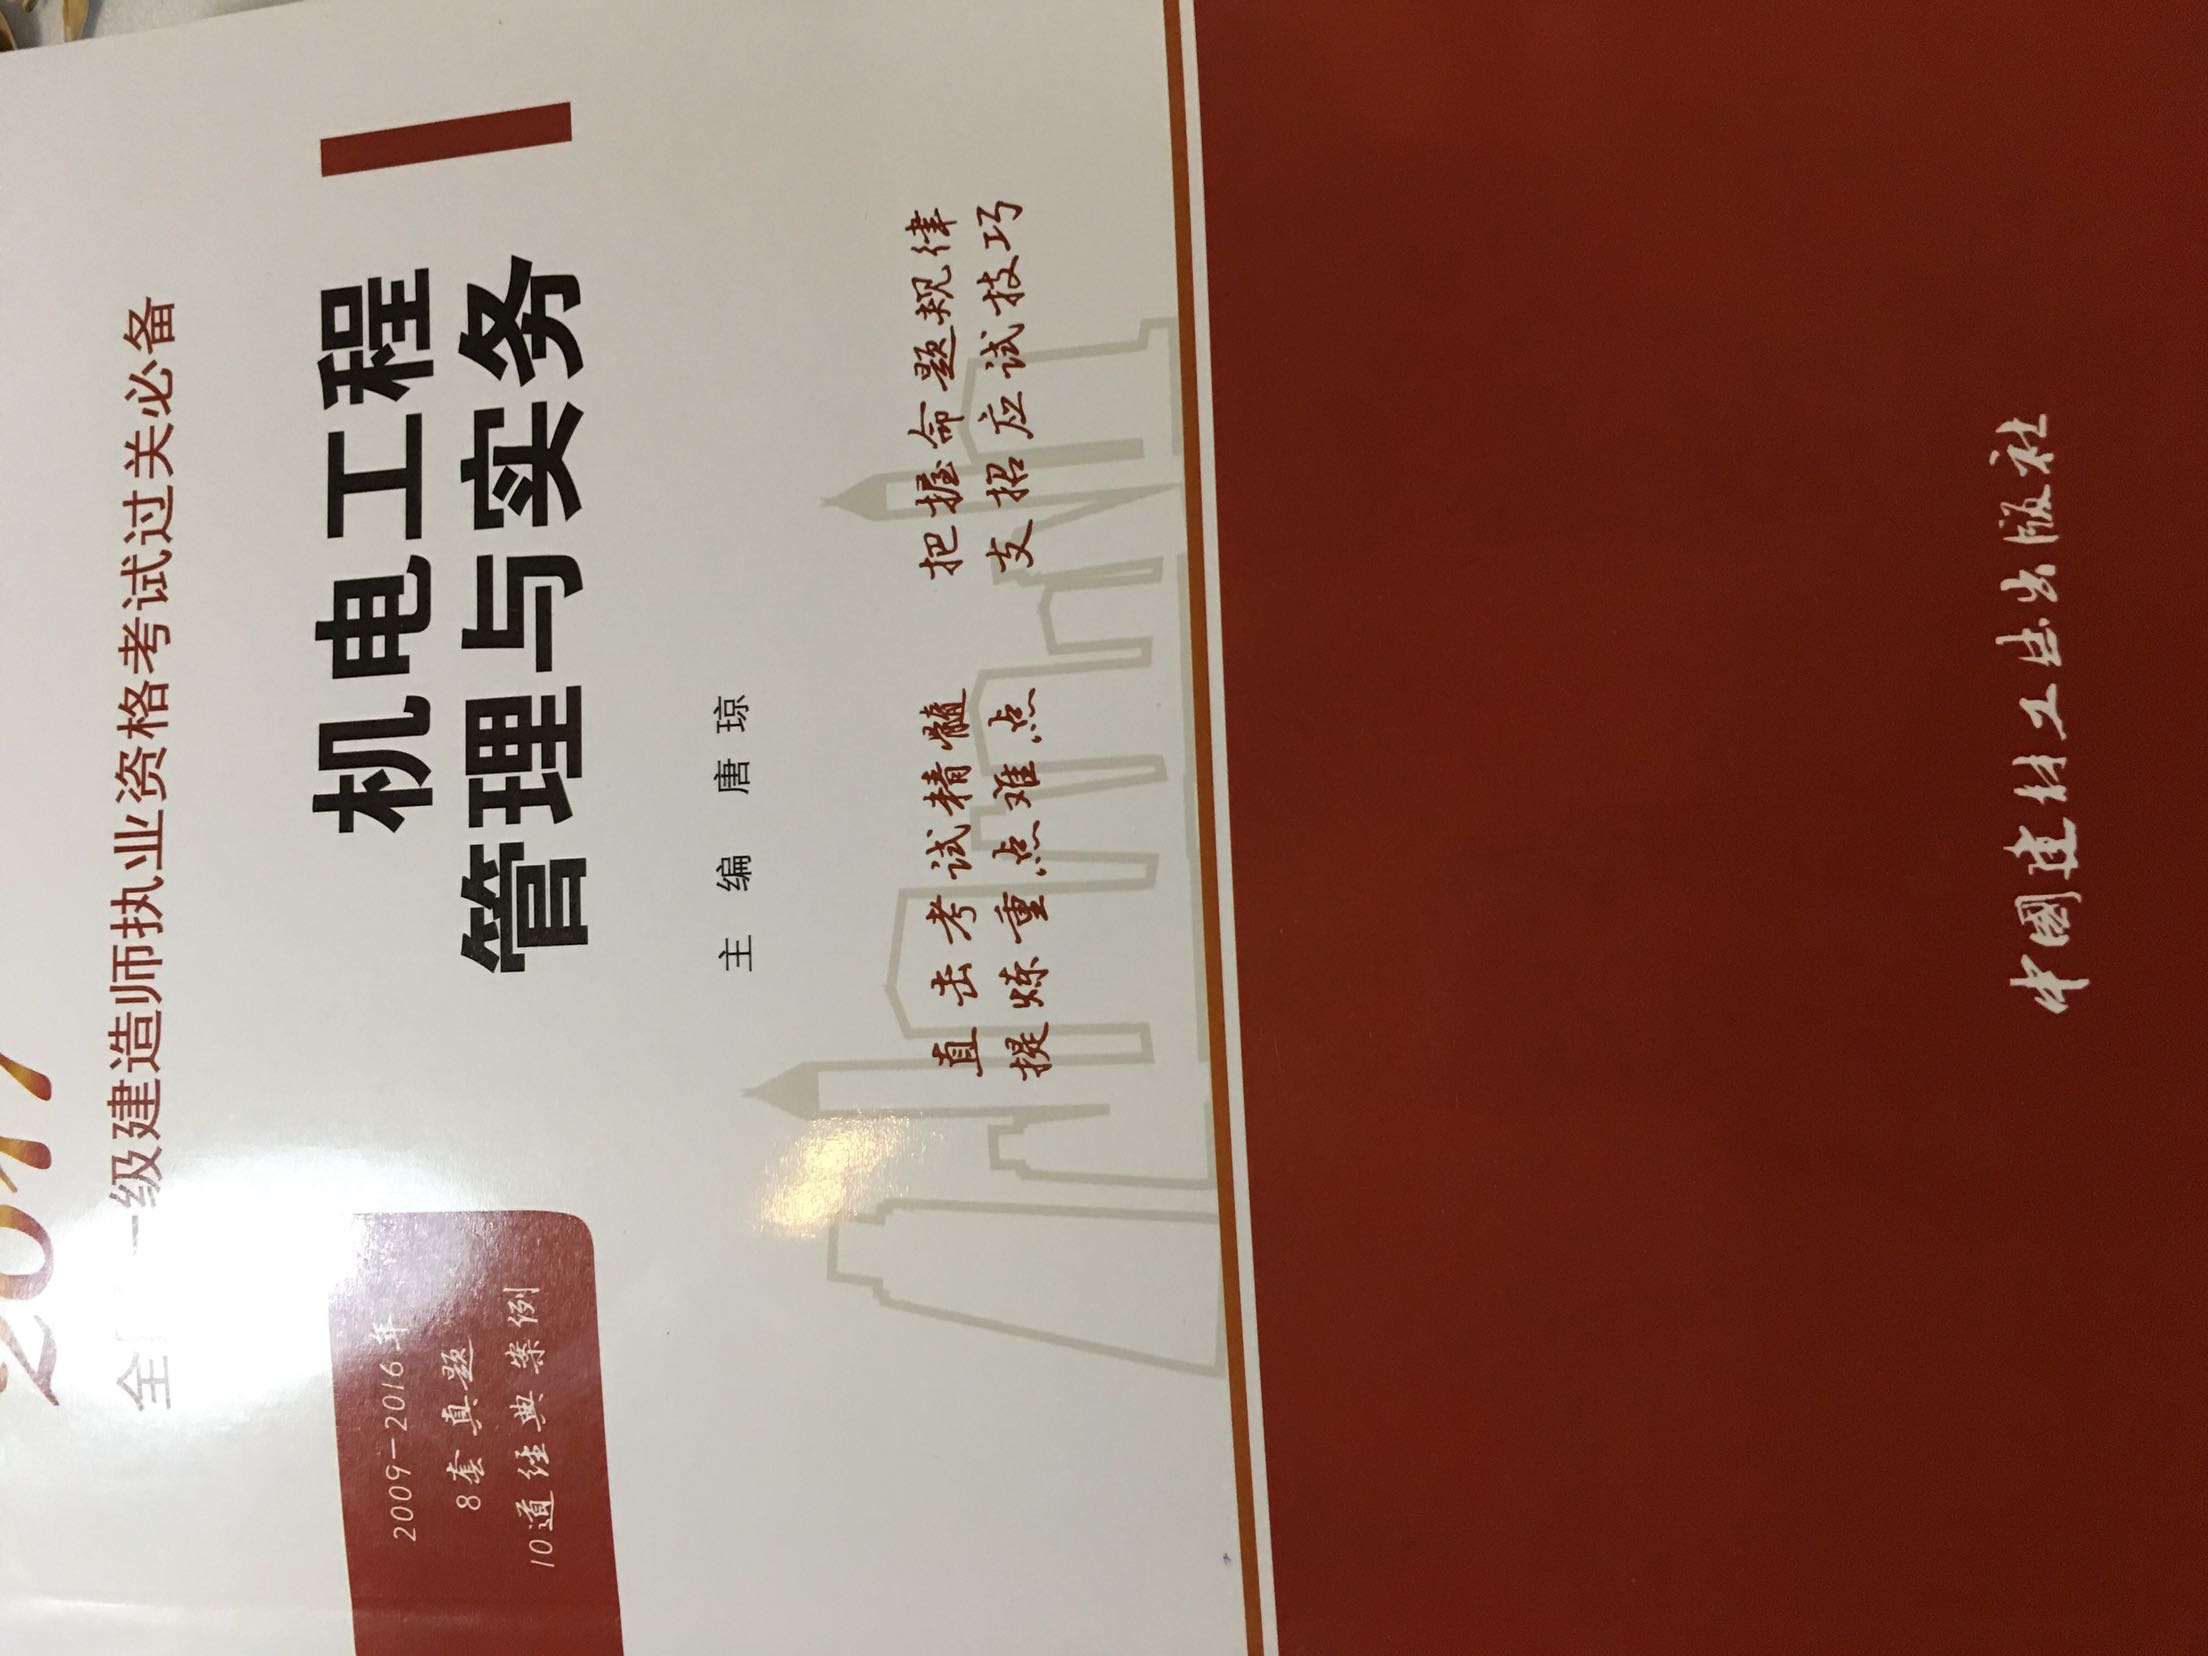 2017
全国一级建造师执业资格考试过关必备
机电工程
管理与实务
2009-2016年
8套真题
10道经典案例
主 编 唐 琼
直击考试精髓 把握命题规律
提炼重点难点 支招应试技巧
中國建材工业出版社